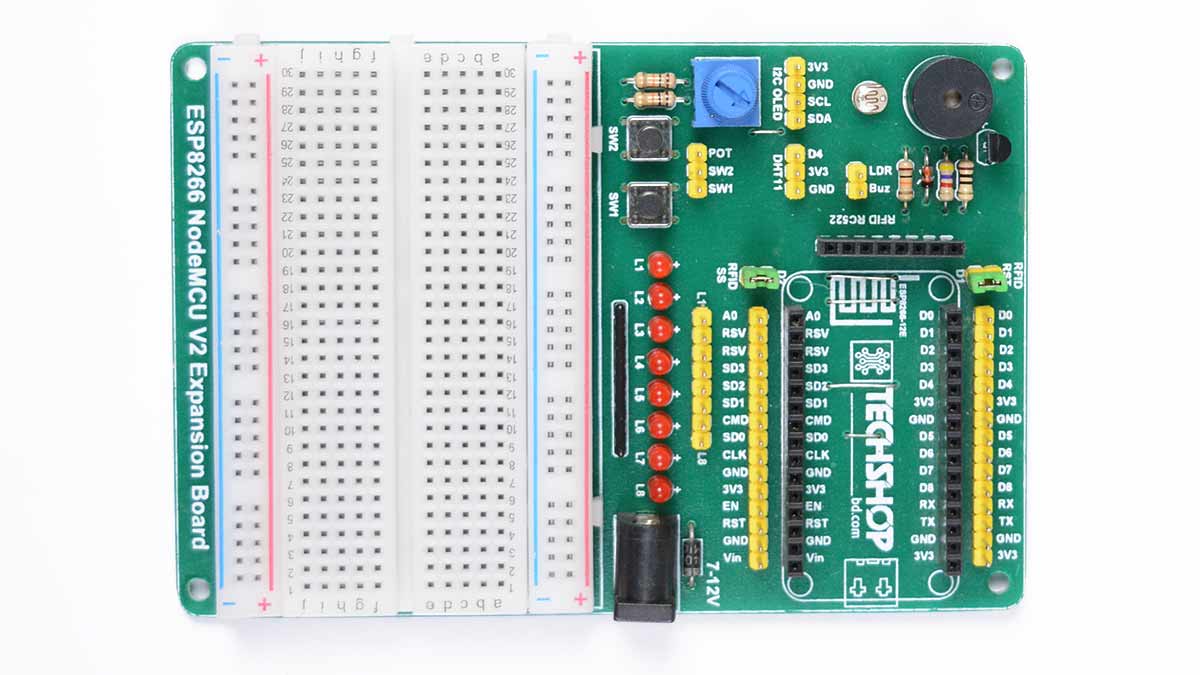 ESP8266 NodeMCU V2 Expansion Board
j i h g f e d c b a
30
29
28
27
26
25
24
23
22
21
20
19
18
17
16
15
14
13
12
11
10
9
8
7
6
5
4
3
2
1
j i h g f e d c b a
SW2
SW1
POT
SW2
SW1
I2C OLED
3V3
GND
SCL
SDA
DHT11
D4
3V3
GND
LDR
Buz
RFID RC522
RFID
SS
RFID
RST
L1
L2
L3
L4
L5
L6
L7
L8
L1
L8
A0
RSV
RSV
SD3
SD2
SD1
CMD
SD0
CLK
GND
3V3
EN
RST
GND
Vin
A0
RSV
RSV
SD3
SD2
SD1
CMD
SD0
CLK
GND
3V3
EN
RST
GND
Vin
ESP8266-12E
TECHSHOP
bd.com
D0
D1
D2
D3
D4
3V3
GND
D5
D6
D7
D8
RX
TX
GND
3V3
D0
D1
D2
D3
D4
3V3
GND
D5
D6
D7
D8
RX
TX
GND
3V3
7-12V